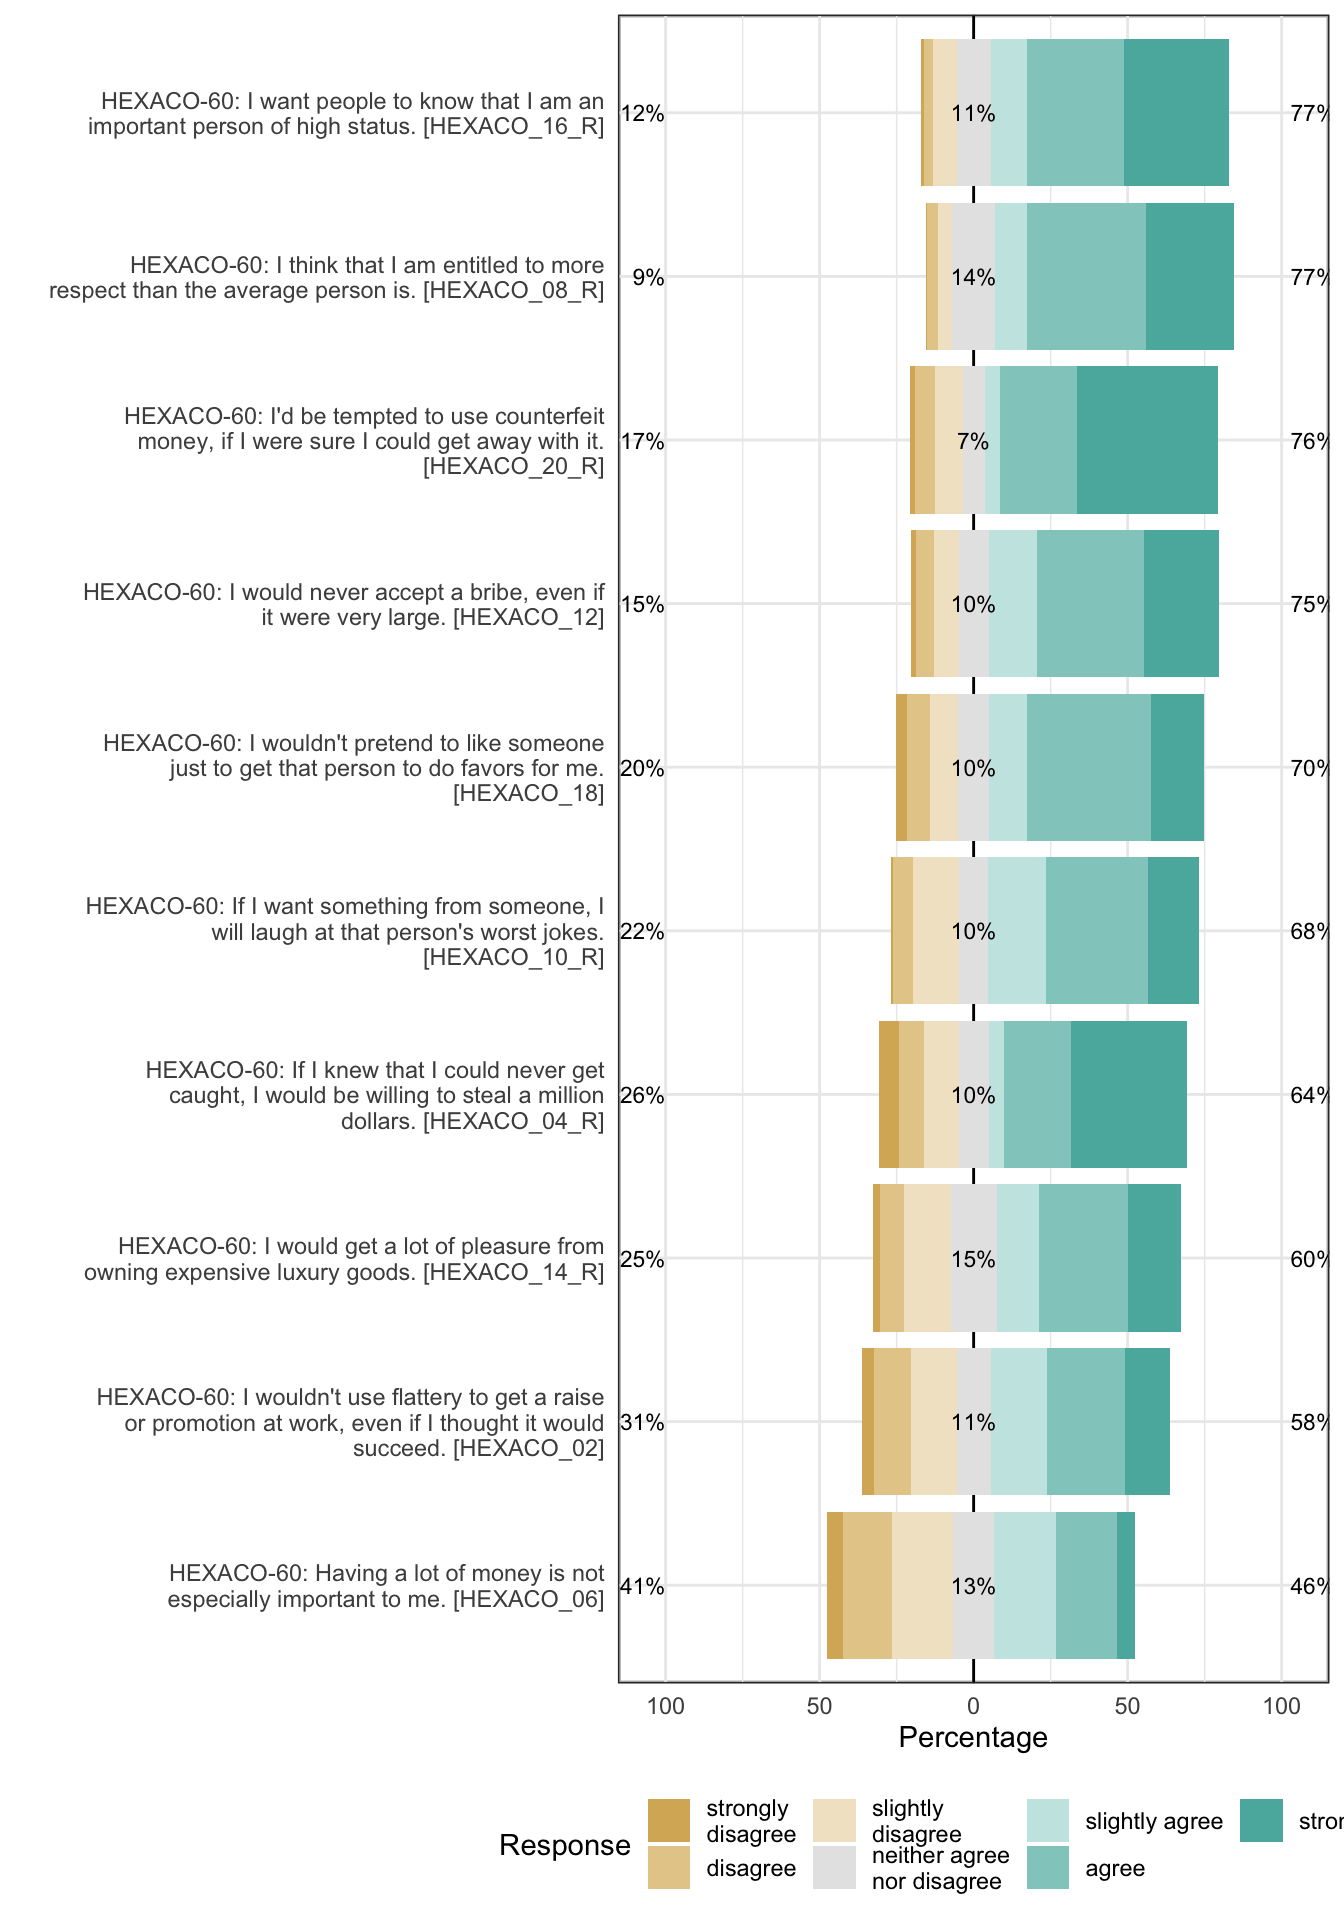 HEXACO-60: I want people to know that I am an
important person of high status. [HEXACO_16_R]
12%
11%
77%
HEXACO-60: I think that I am entitled to more
respect than the average person is. [HEXACO_08_R]
9%
14%
77%
HEXACO-60: I'd be tempted to use counterfeit
money, if I were sure I could get away with it.
[HEXACO_20_R]
17%
7%
76%
HEXACO-60: I would never accept a bribe, even if
it were very large. [HEXACO_12]
15%
10%
75%
HEXACO-60: I wouldn't pretend to like someone
just to get that person to do favors for me.
[HEXACO_18]
20%
10%
70%
HEXACO-60: If I want something from someone, I
will laugh at that person's worst jokes.
[HEXACO_10_R]
22%
10%
68%
HEXACO-60: If I knew that I could never get
caught, I would be willing to steal a million
dollars. [HEXACO_04_R]
26%
10%
64%
HEXACO-60: I would get a lot of pleasure from
owning expensive luxury goods. [HEXACO_14_R]
25%
15%
60%
HEXACO-60: I wouldn't use flattery to get a raise
or promotion at work, even if I thought it would
succeed. [HEXACO_02]
31%
11%
58%
HEXACO-60: Having a lot of money is not
especially important to me. [HEXACO_06]
41%
13%
46%
100 50 0 50 100
Percentage
Response
strongly
disagree
disagree
slightly
disagree
neither agree
nor disagree
slightly agree
agree